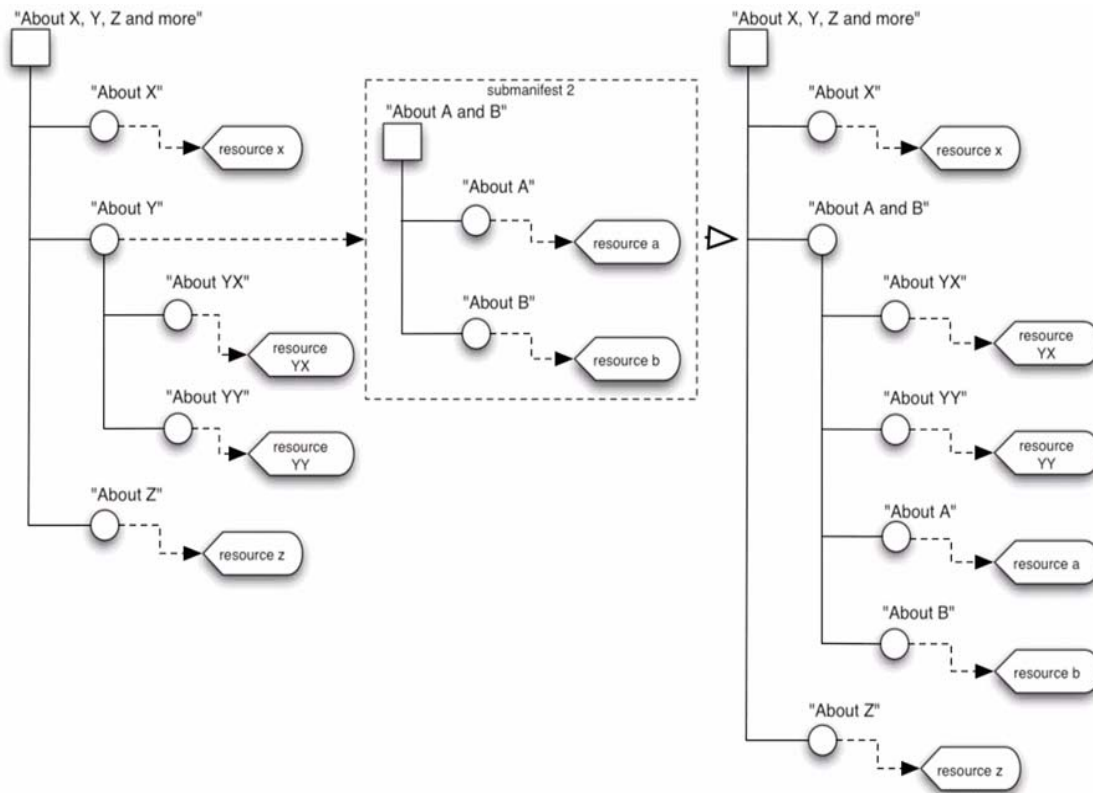 "About X, Y, Z and more"
"About X"
resource x
"About Y"
"About YX"
resource
YX
"About YY"
resource
YY
"About Z"
resource z
submanifest 2
"About A and B"
"About A"
resource a
"About B"
resource b
"About X, Y, Z and more"
"About X"
resource x
"About A and B"
"About YX"
resource
YX
"About YY"
resource
YY
"About A"
resource a
"About B"
resource b
"About Z"
resource z